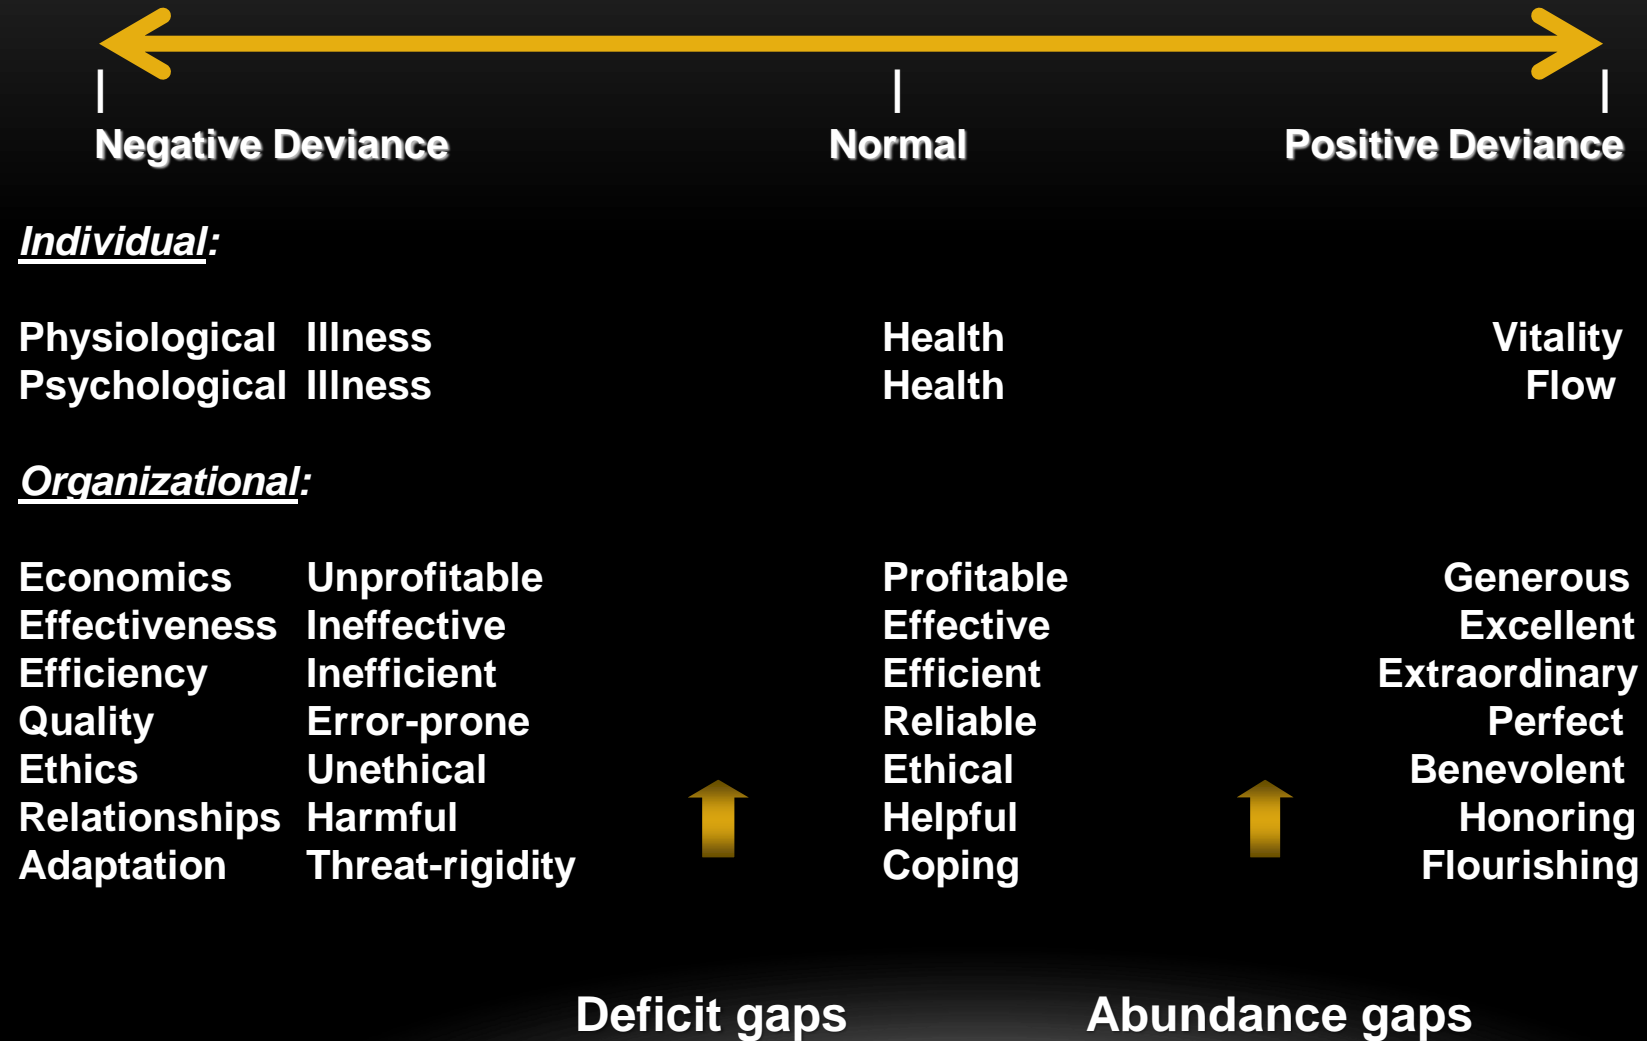 | | |
Negative Deviance Normal Positive Deviance
Individual:
Physiological Illness Health Vitality
Psychological Illness Health Flow
Organizational:
Economics Unprofitable Profitable Generous
Effectiveness Ineffective Effective Excellent
Efficiency Inefficient Efficient Extraordinary
Quality Error-prone Reliable Perfect
Ethics Unethical Ethical Benevolent
Relationships Harmful Helpful Honoring
Adaptation Threat-rigidity Coping Flourishing
Deficit gaps Abundance gaps